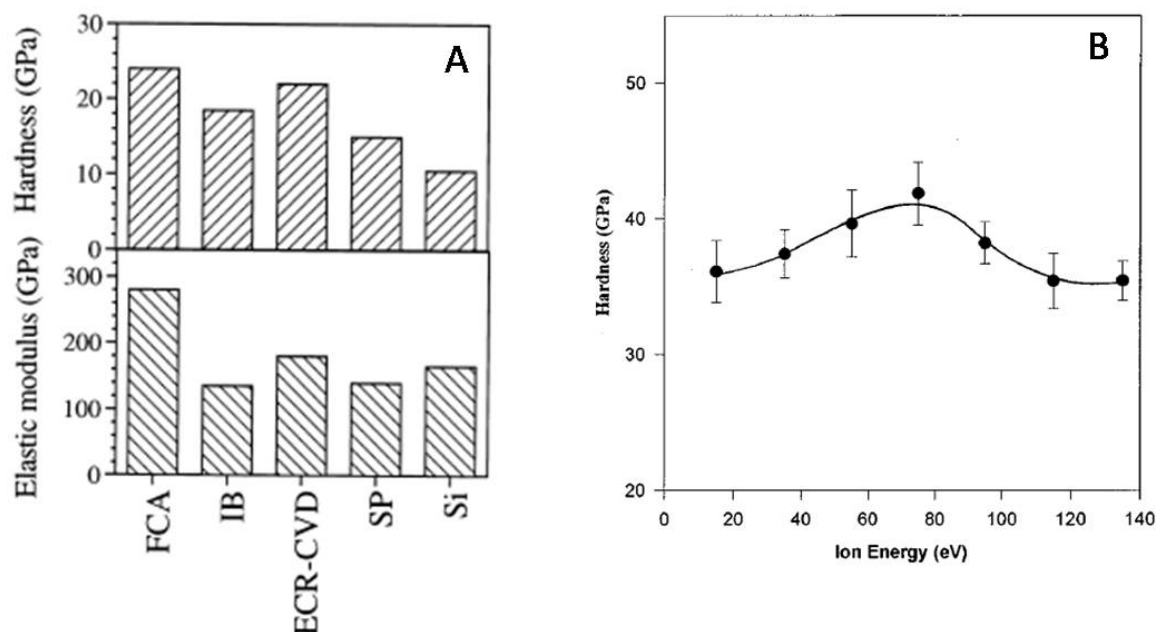 A
Hardness (GPa)
30
20
10
0
Elastic modulus (GPa)
300
200
100
0
FCA
IB
ECR-CVD
SP
Si
B
Hardness (GPa)
50
40
30
20
0
20
40
60
80
100
120
140
Ion Energy (eV)